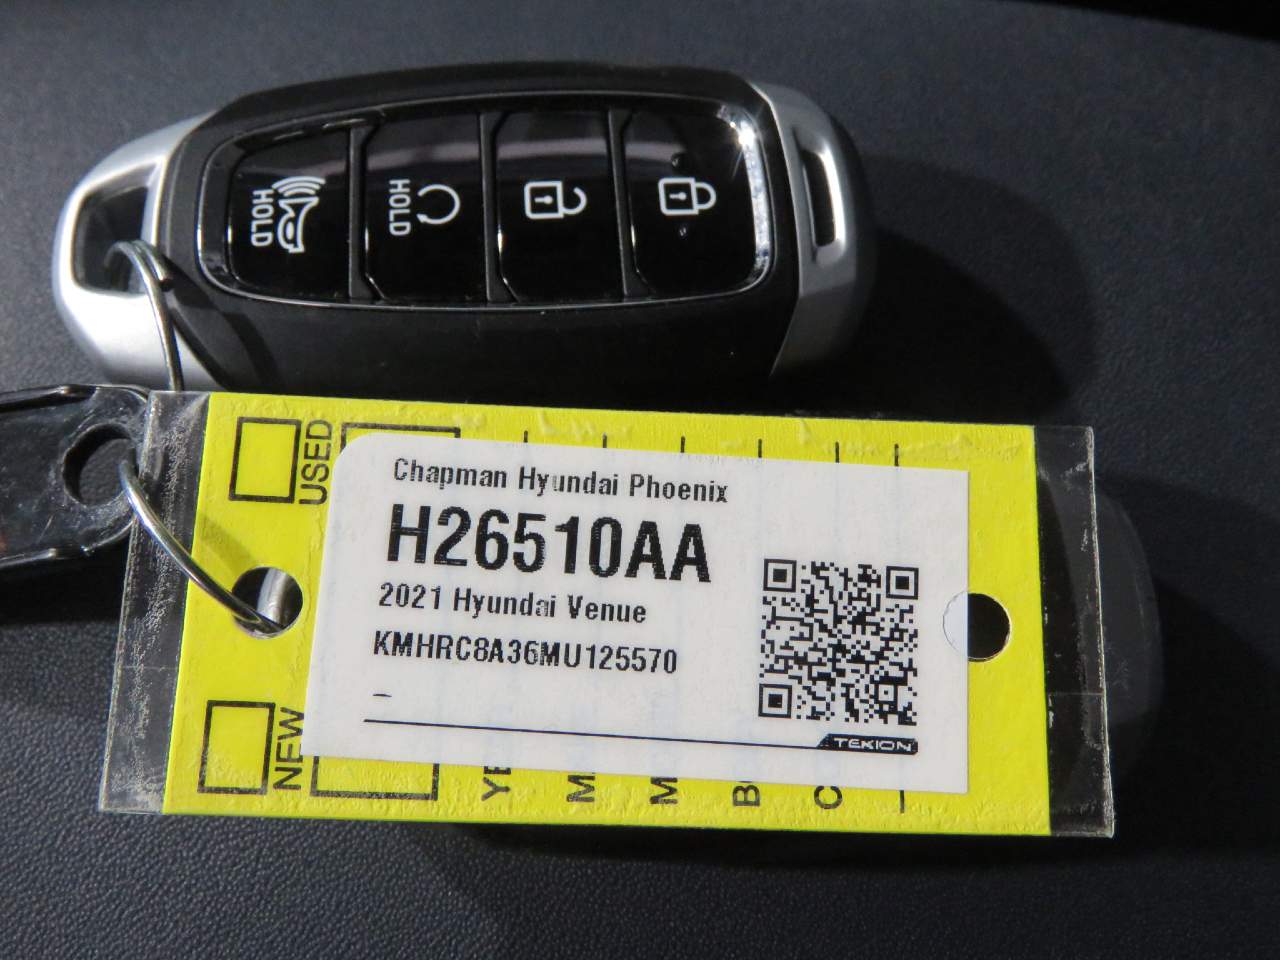 HOLD
HOLD
USED
NEW
Chapman Hyundai Phoenix
H26510AA
2021 Hyundai Venue
KMHRC8A36MU125570
–
TEKION